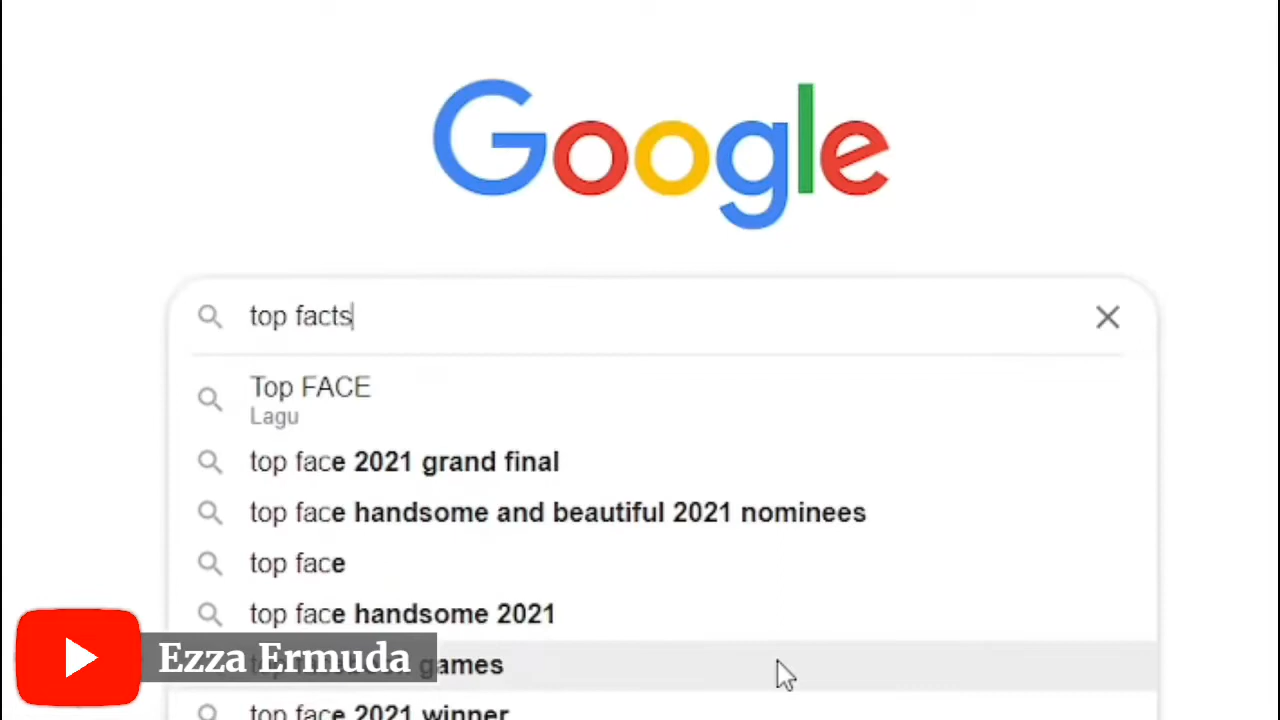 Google
top facts
Top FACE
Lagu
top face 2021 grand final
top face handsome and beautiful 2021 nominees
top face
top face handsome 2021
Ezza Ermuda
games
top face 2021 winner